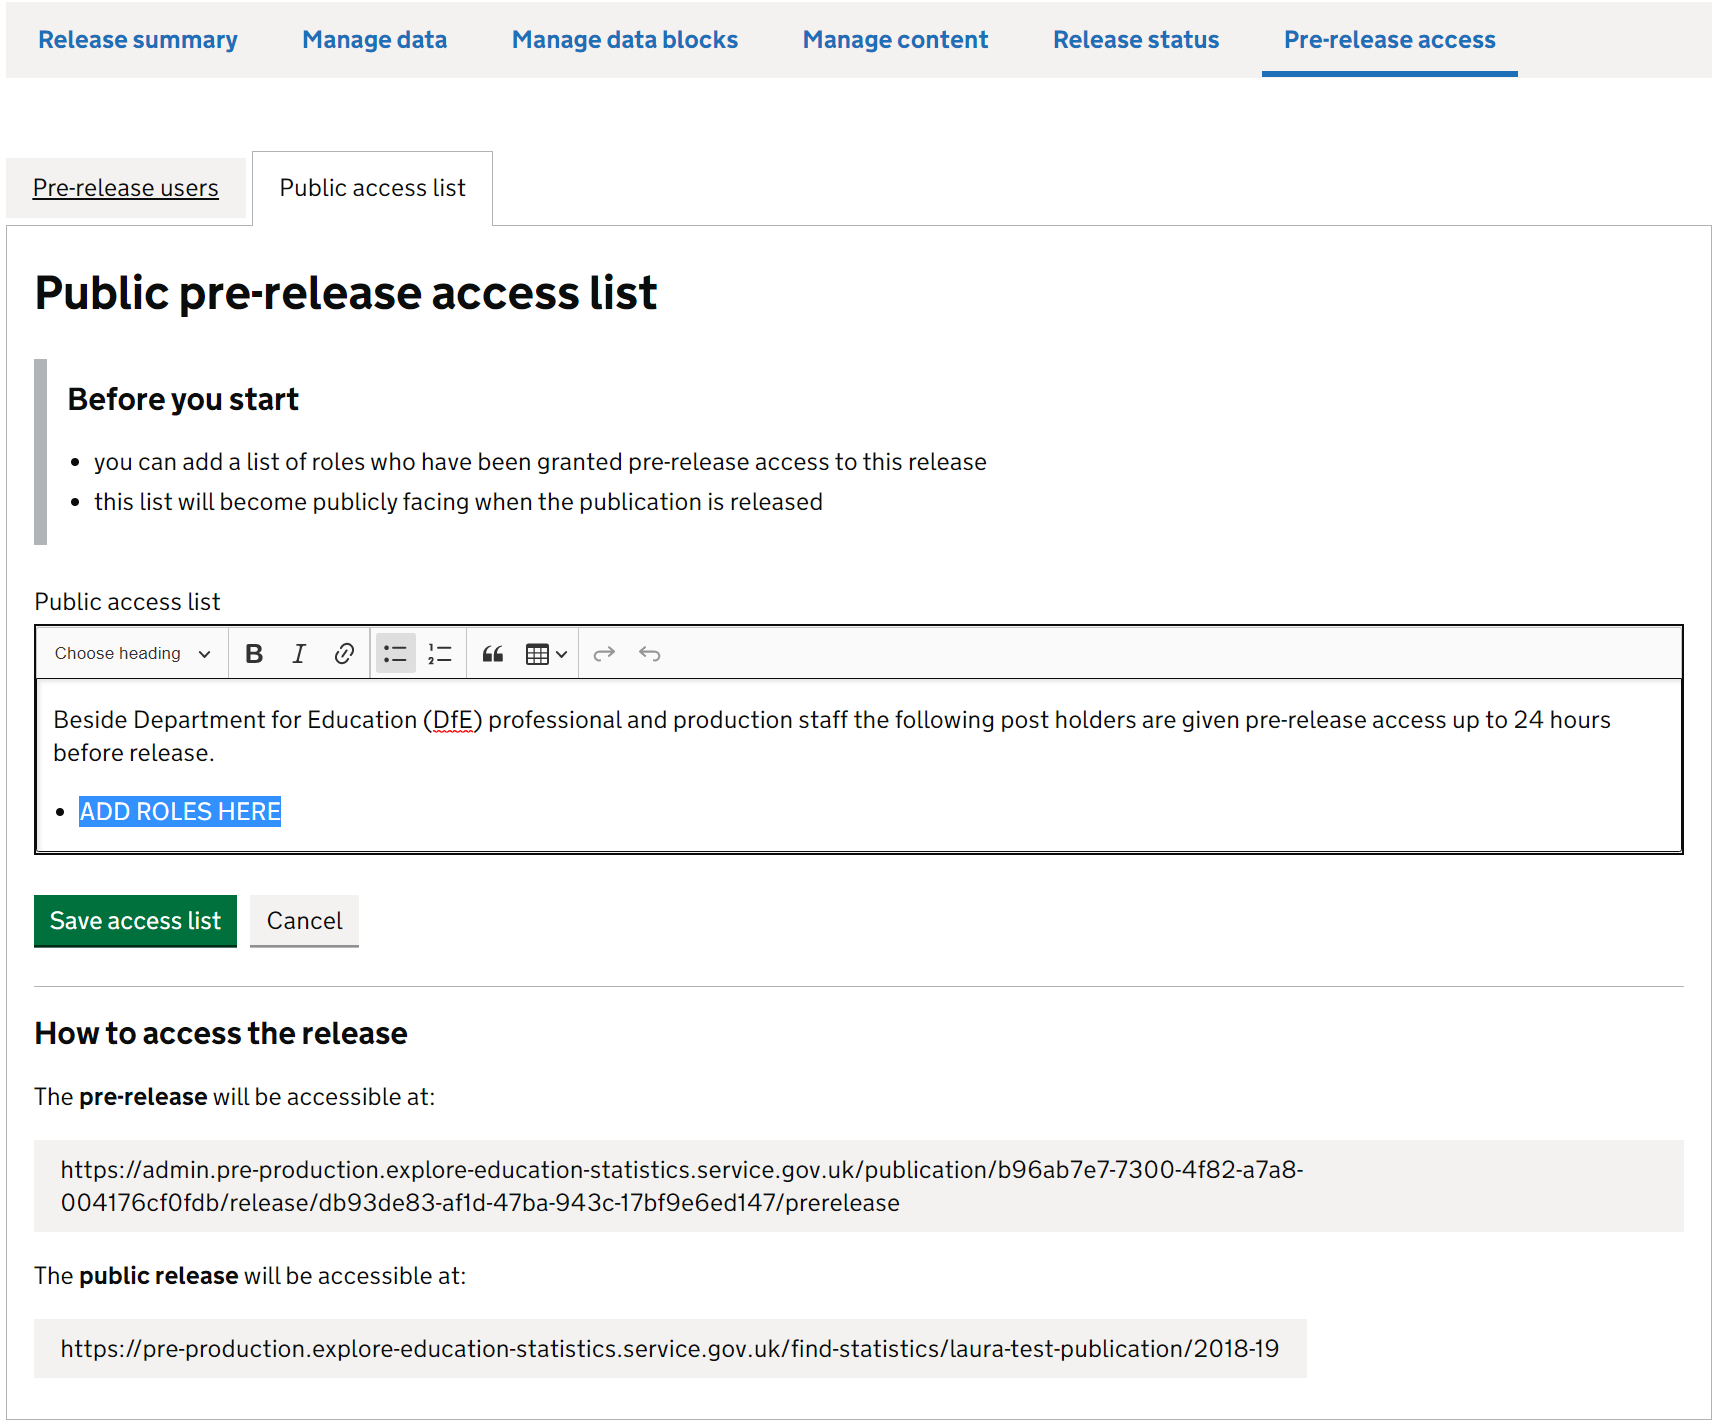 Release summary Manage data Manage data blocks Manage content Release status Pre-release access
Pre-release users Public access list
Public pre-release access list
Before you start
• you can add a list of roles who have been granted pre-release access to this release
• this list will become publicly facing when the publication is released
Public access list
Choose heading B I
Beside Department for Education (DfE) professional and production staff the following post holders are given pre-release access up to 24 hours
before release.
• ADD ROLES HERE
Save access list Cancel
How to access the release
The pre-release will be accessible at:
https://admin.pre-production.explore-education-statistics.service.gov.uk/publication/b96ab7e7-7300-4f82-a7a8-
004176cf0fdb/release/db93de83-af1d-47ba-943c-17bf9e6ed147/prerelease
The public release will be accessible at:
https://pre-production.explore-education-statistics.service.gov.uk/find-statistics/laura-test-publication/2018-19